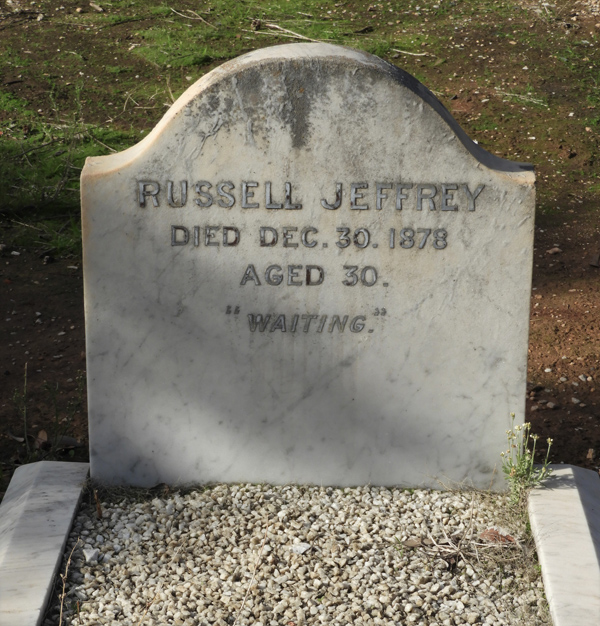 RUSSELL JEFFREY
DIED DEC. 30. 1878
AGED 30.
"WAITING."